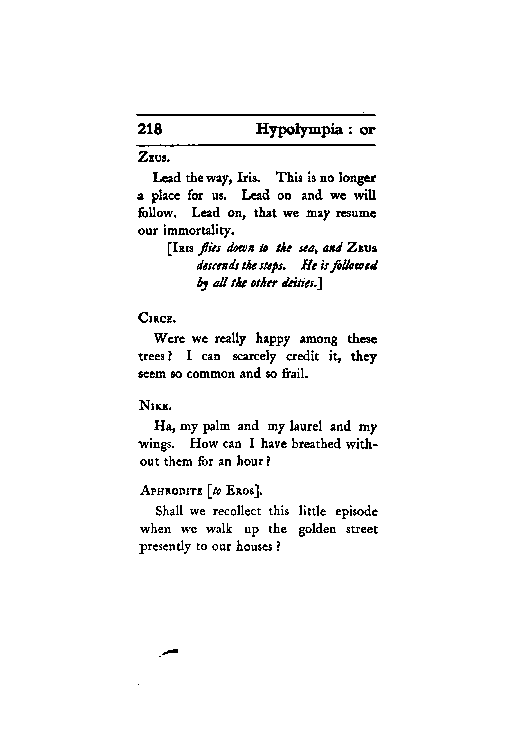 218 Hypolympia : or
Zeus.
Lead the way, Iris. This is no longer
a place for us. Lead on and we will
follow. Lead on, that we may resume
our immortality.
[Iris flies down to the sea, and Zeus
descends the steps. He is followed
by all the other deities.]
Circe.
Were we really happy among these
trees? I can scarcely credit it, they
seem so common and so frail.
Nike.
Ha, my palm and my laurel and my
wings. How can I have breathed with-
out them for an hour?
Aphrodite [to Eros].
Shall we recollect this little episode
when we walk up the golden street
presently to our houses?